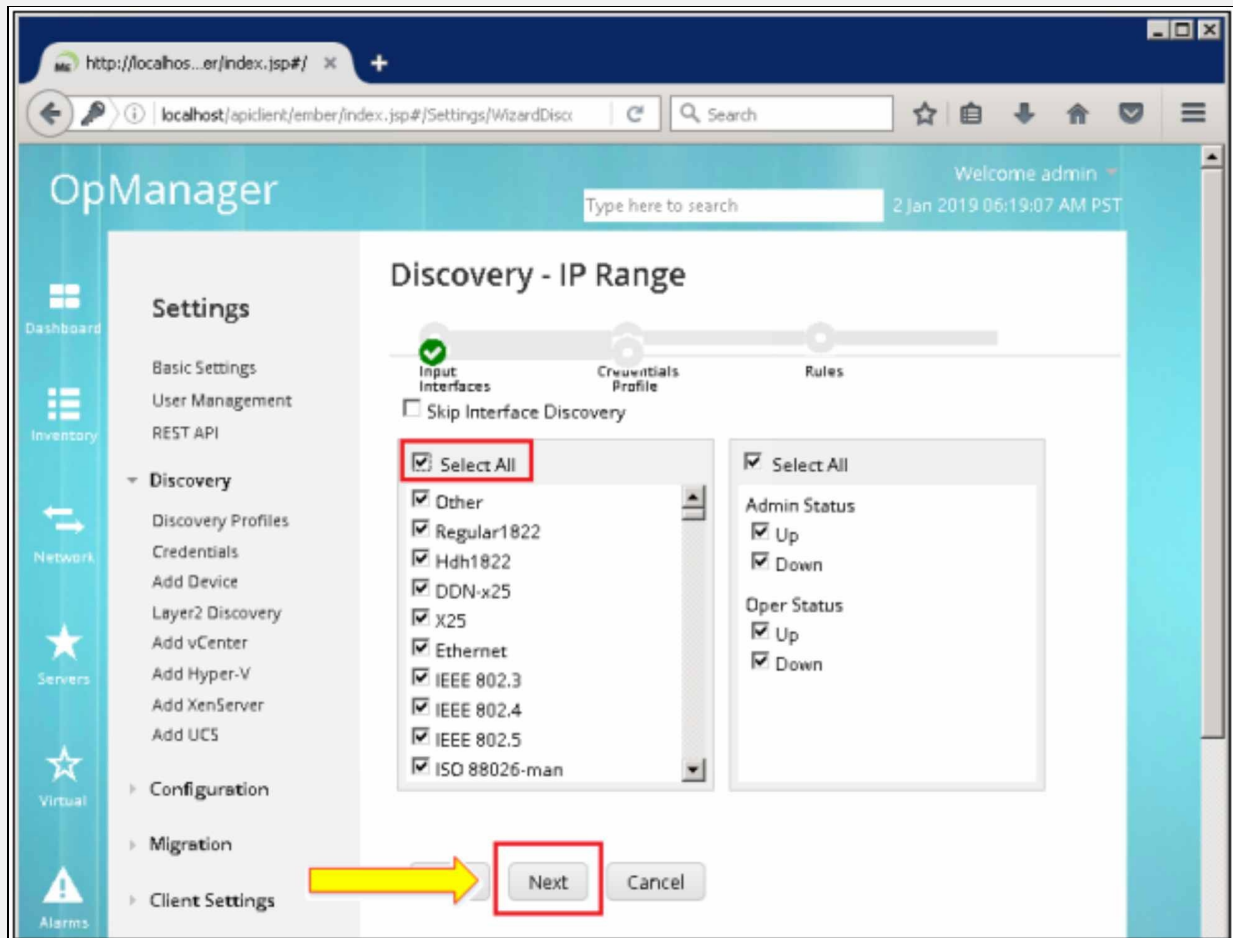 http://localhos...er/index.jsp#/
localhost/apiclient/ember/index.jsp#/Settings/WizardDisc
Search
OpManager
Type here to search
Welcome admin
2 Jan 2019 06:19:07 AM PST
Dashboard
Inventory
Network
Servers
Virtual
Alarms
Settings
Basic Settings
User Management
REST API
Discovery
Discovery Profiles
Credentials
Add Device
Layer2 Discovery
Add vCenter
Add Hyper-V
Add XenServer
Add UCS
Configuration
Migration
Client Settings
Discovery - IP Range
Input
Interfaces
Credentials
Profile
Rules
Skip Interface Discovery
Select All
Other
Regular1822
Hdh1822
DDN-x25
X25
Ethernet
IEEE 802.3
IEEE 802.4
IEEE 802.5
ISO 88026-man
Select All
Admin Status
Up
Down
Oper Status
Up
Down
Next
Cancel